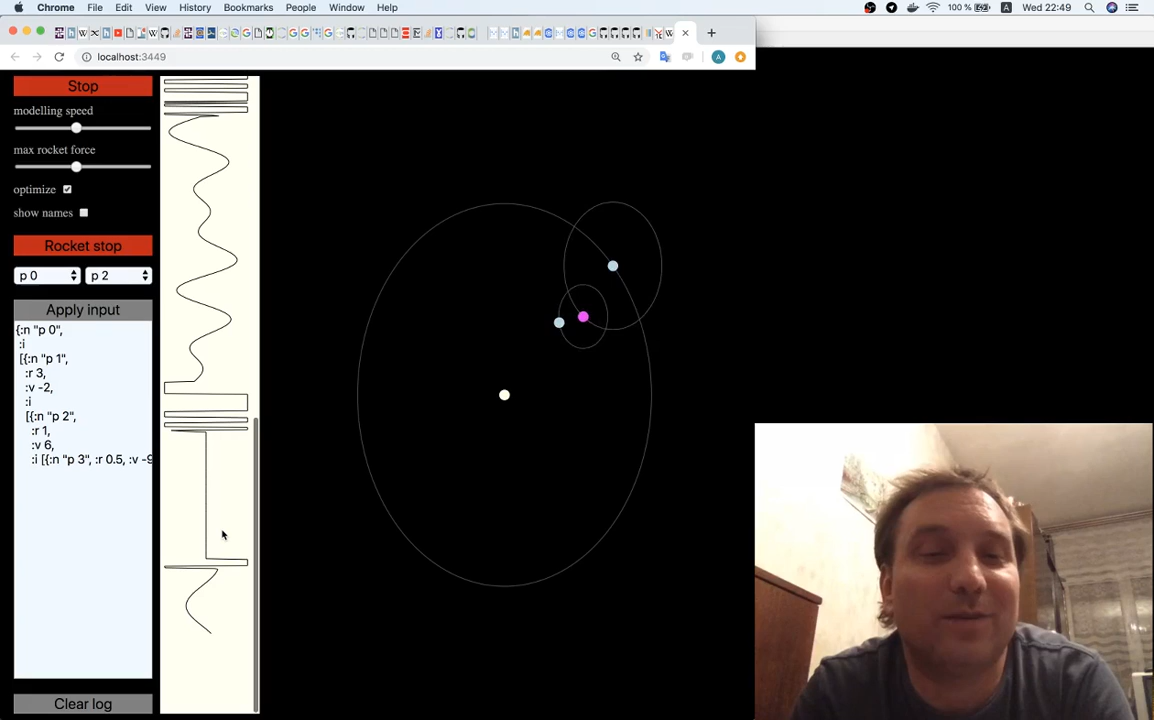 Chrome File Edit View History Bookmarks People Window Help
100 % Wed 22:49
localhost:3449
Stop
modelling speed
max rocket force
optimize
show names
Rocket stop
p 0 p 2
Apply input
{:n "p 0",
:i
[{:n "p 1",
:r 3,
:v -2,
:i
[{:n "p 2",
:r 1,
:v 6,
:i [{:n "p 3", :r 0.5, :v -9
Clear log